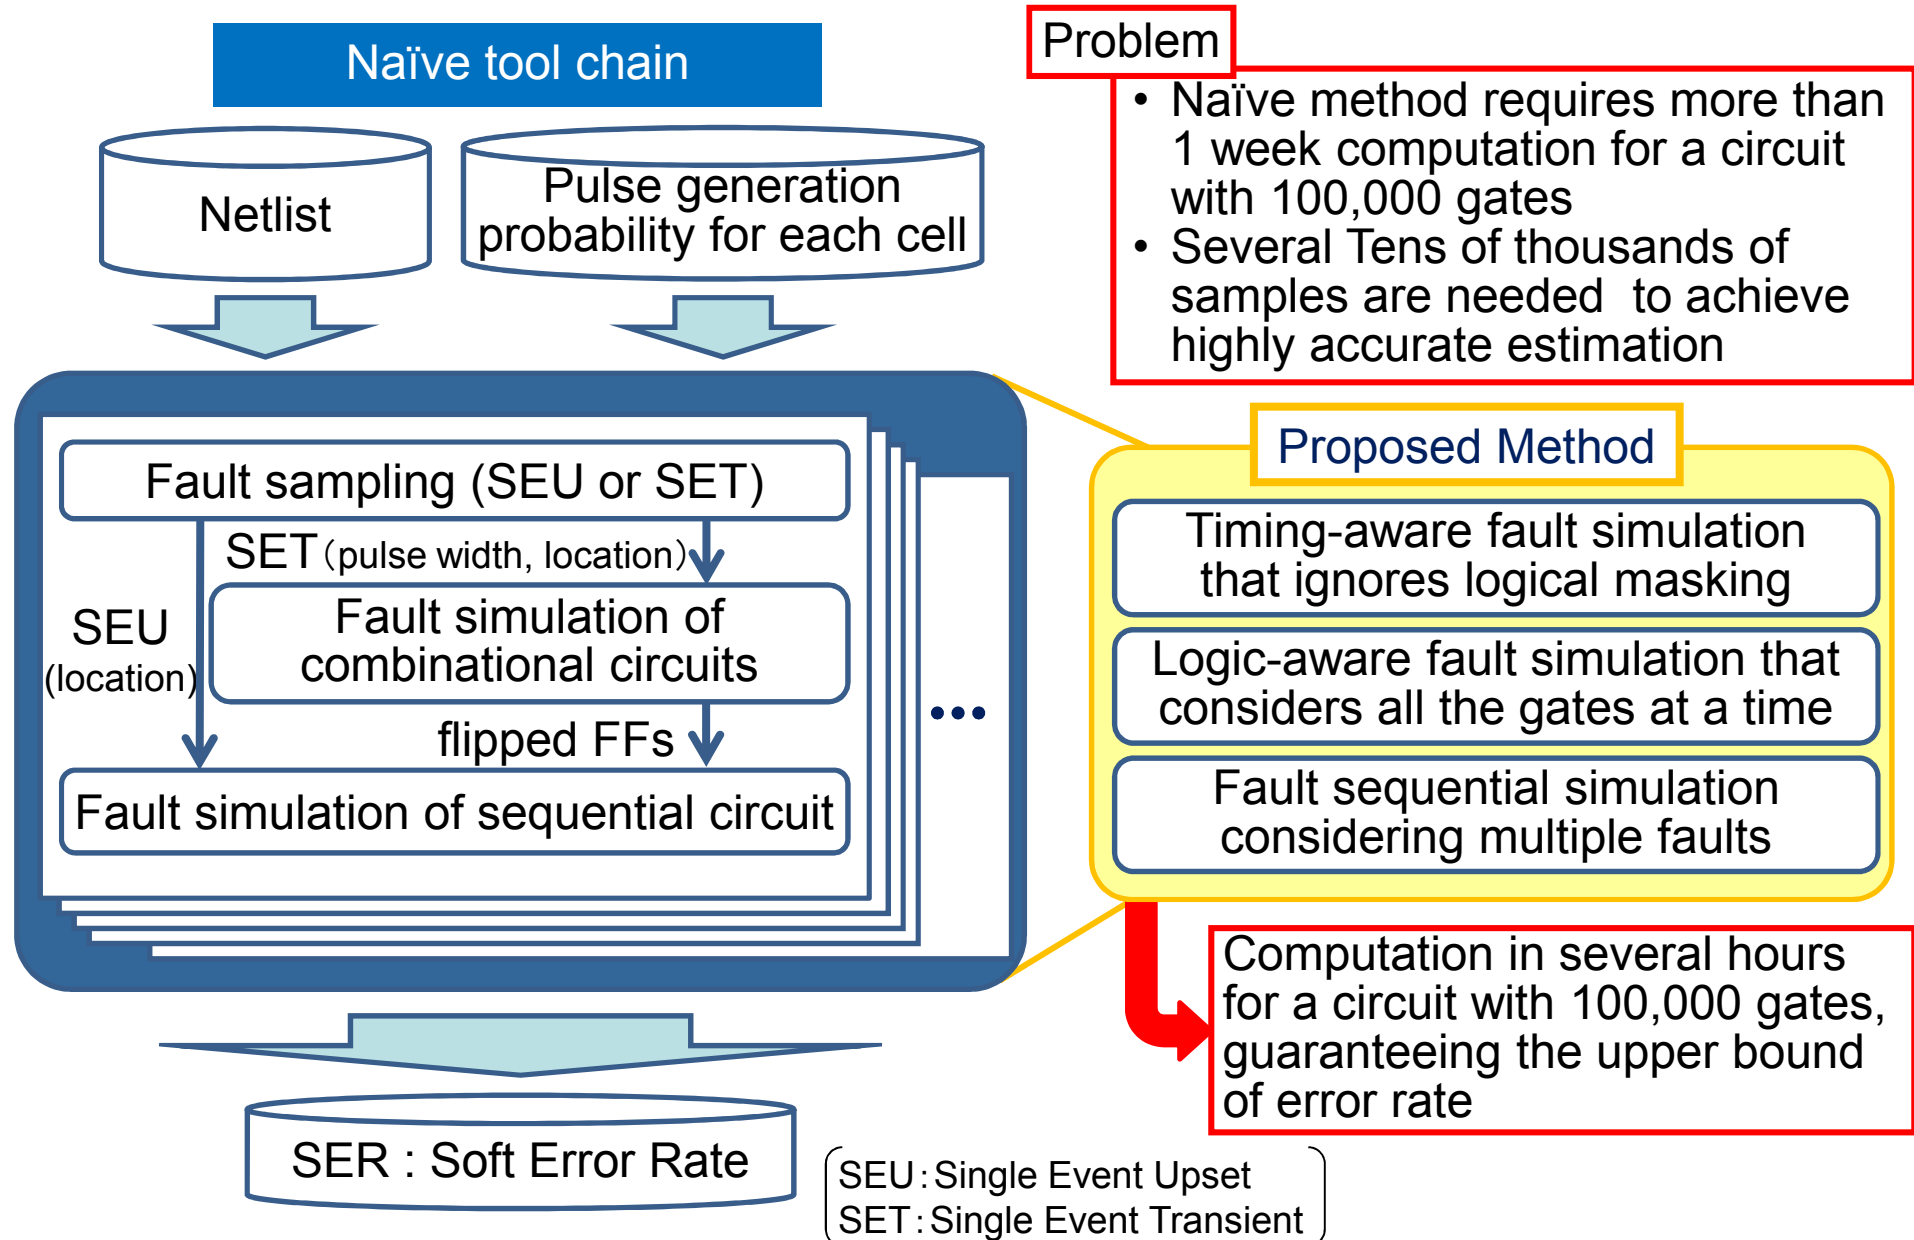 Naïve tool chain
Netlist
Pulse generation
probability for each cell
Problem
• Naïve method requires more than
1 week computation for a circuit
with 100,000 gates
• Several Tens of thousands of
samples are needed  to achieve
highly accurate estimation
Fault sampling (SEU or SET)
SET（pulse width, location）
SEU
(location)
Fault simulation of
combinational circuits
flipped FFs
Fault simulation of sequential circuit
•••
Proposed Method
Timing-aware fault simulation
that ignores logical masking
Logic-aware fault simulation that
considers all the gates at a time
Fault sequential simulation
considering multiple faults
Computation in several hours
for a circuit with 100,000 gates,
guaranteeing the upper bound
of error rate
SER : Soft Error Rate
SEU：Single Event Upset
SET：Single Event Transient